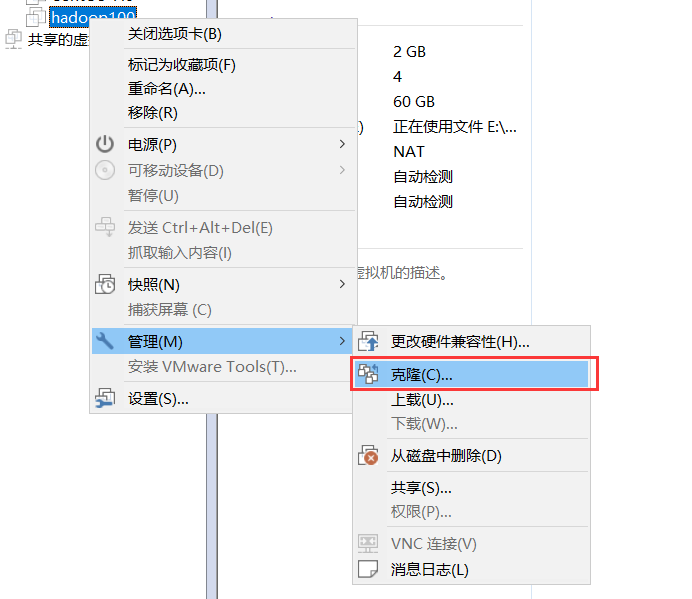 hadoop100
共享的虚
关闭选项卡(B)
标记为收藏项(F)
重命名(A)...
移除(R)
电源(P)
可移动设备(D)
暂停(U)
发送 Ctrl+Alt+Del(E)
抓取输入内容(I)
快照(N)
捕获屏幕 (C)
管理(M)
安装 VMware Tools(T)...
设置(S)...
2 GB
4
60 GB
正在使用文件 E:\...
NAT
自动检测
自动检测
虚拟机的描述。
更改硬件兼容性(H)...
克隆(C)...
上载(U)...
下载(W)...
从磁盘中删除(D)
共享(S)...
权限(P)...
VNC 连接(V)
消息日志(L)